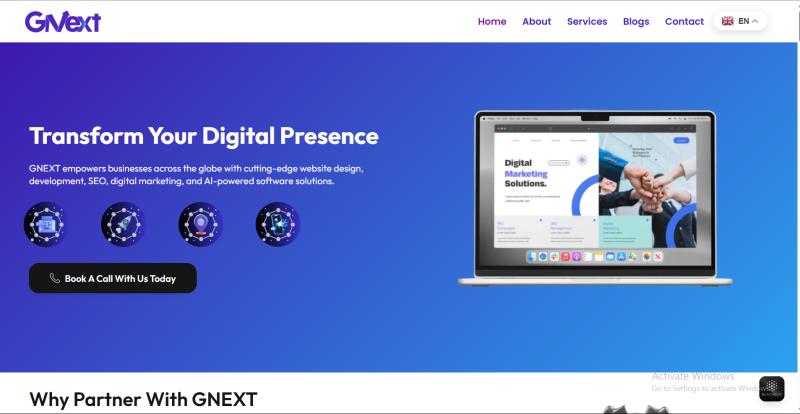 GNext
Home
About
Services
Blogs
Contact
EN
Transform Your Digital Presence
GNEXT empowers businesses across the globe with cutting-edge website design,
development, SEO, digital marketing, and AI-powered software solutions.
Book A Call With Us Today
Digital
Marketing
Solutions.
Why Partner With GNEXT
Activate Windows
Go to Settings to activate Windows.